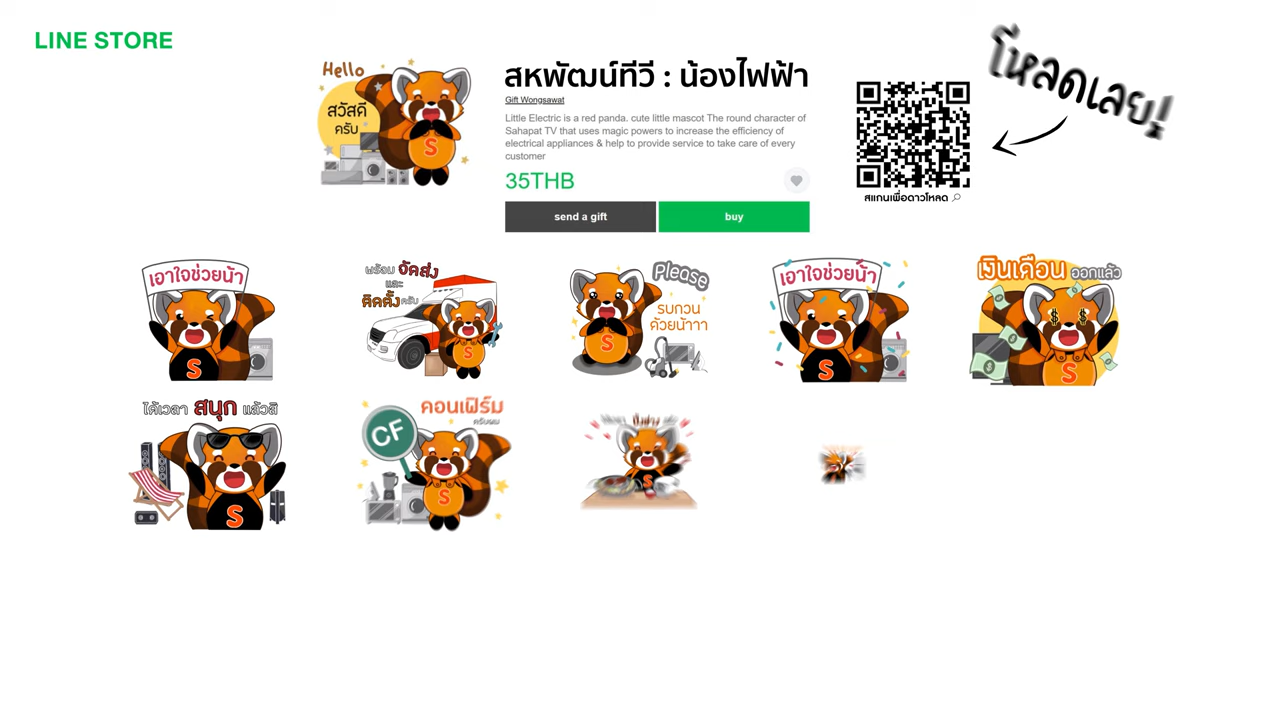 LINE STORE
โหลดเลย!
Hello
สวัสดี
ครับ
S
สหพัฒน์ทีวี : น้องไฟฟ้า
Gift Wongsawat
Little Electric is a red panda. cute little mascot The round character of
Sahapat TV that uses magic powers to increase the efficiency of
electrical appliances & help to provide service to take care of every
customer
35THB
send a gift
buy
สแกนเพื่อดาวโหลด
เอาใจช่วยน้า
S
พร้อม จัดส่ง
และ
ติดตั้ง ครับ
S
Please
รบกวน
ด้วยน้าาา
S
เอาใจช่วยน้ำ
S
เงินเดือน ออกแล้ว
S
ได้เวลา สนุก แล้วสิ
S
คอนเฟิร์ม
ครับผม
CF
S
S